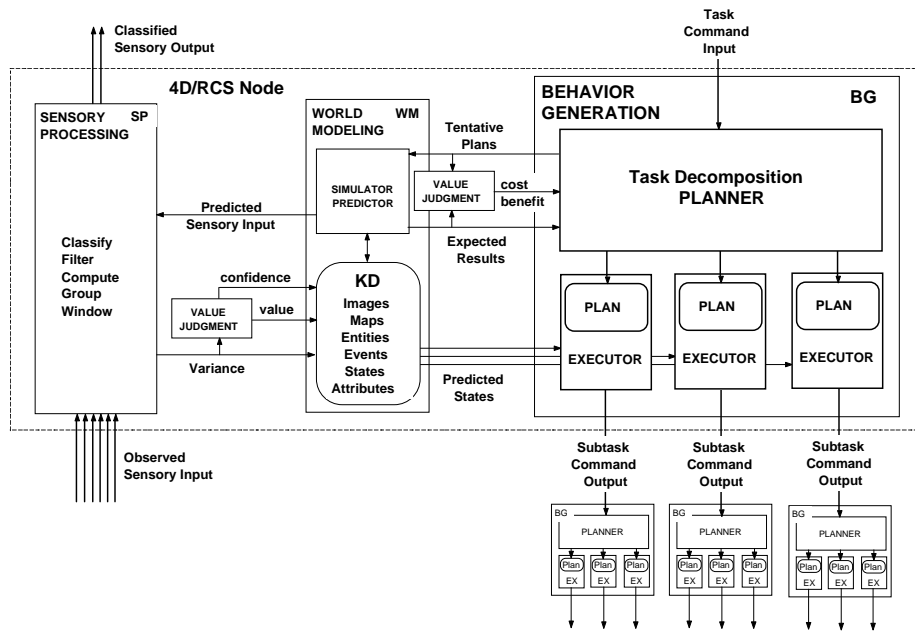 Classified
Sensory Output
Task
Command
Input
4D/RCS Node
SENSORY SP
PROCESSING
Classify
Filter
Compute
Group
Window
WORLD WM
MODELING
SIMULATOR
PREDICTOR
Predicted
Sensory Input
Tentative
Plans
VALUE
JUDGMENT
cost
benefit
Expected
Results
BEHAVIOR BG
GENERATION
Task Decomposition
PLANNER
confidence
VALUE
JUDGMENT
value
Variance
KD
Images
Maps
Entities
Events
States
Attributes
Predicted
States
PLAN
EXECUTOR
PLAN
EXECUTOR
PLAN
EXECUTOR
Observed
Sensory Input
Subtask
Command
Output
Subtask
Command
Output
Subtask
Command
Output
BG
PLANNER
Plan Plan Plan
EX EX EX
BG
PLANNER
Plan Plan Plan
EX EX EX
BG
PLANNER
Plan Plan Plan
EX EX EX